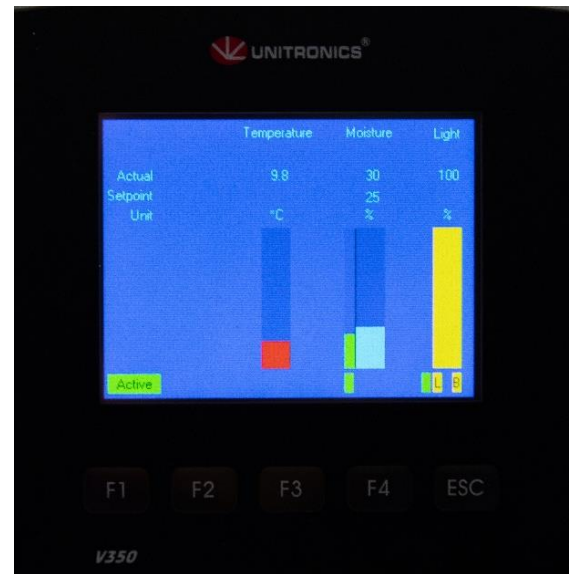 UNITRONICS®
Temperature Moisture Light
Actual 9.8 30 100
Setpoint 25
Unit °C % %
Active L B
F1 F2 F3 F4 ESC
V350